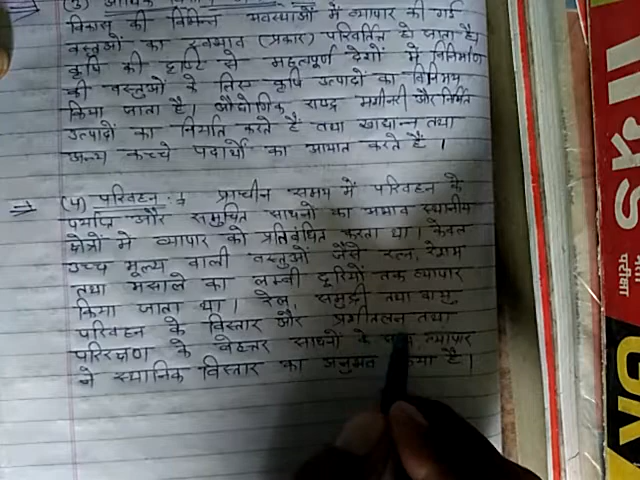 (3) आर्थिक विकास
विकास की विभिन्न अवस्थाओं में व्यापार की गई
वस्तुओं का स्वभाव (प्रकार) परिवर्तित हो जाता है।
कृषि की दृष्टि से महत्वपूर्ण देशों में विनिर्माण
की वस्तुओं के लिए कृषि उत्पादों का विनिमय
किया जाता है। औद्योगिक राष्ट्र मशीनरी और निर्मित
उत्पादों का निर्यात करते हैं तथा खाद्यान्न तथा
अन्य कच्चे पदार्थों का आयात करते हैं ।
⇒ (४) परिवहन :- प्राचीन समय में परिवहन के
पर्याप्त और समुचित साधनों का अभाव स्थानीय
क्षेत्रों में व्यापार को प्रतिबंधित करता था। केवल
उच्च मूल्य वाली वस्तुओं जैसे रत्न, रेशम
तथा मसाले का लम्बी दूरियों तक व्यापार
किया जाता था । रेल, समुद्री तथा वायु
परिवहन के विस्तार और प्रशीतलन तथा
परिरक्षण के बेहतर साधनों के व्यापार
ने स्थानिक विस्तार का अनुभव किया है।
परीक्षा